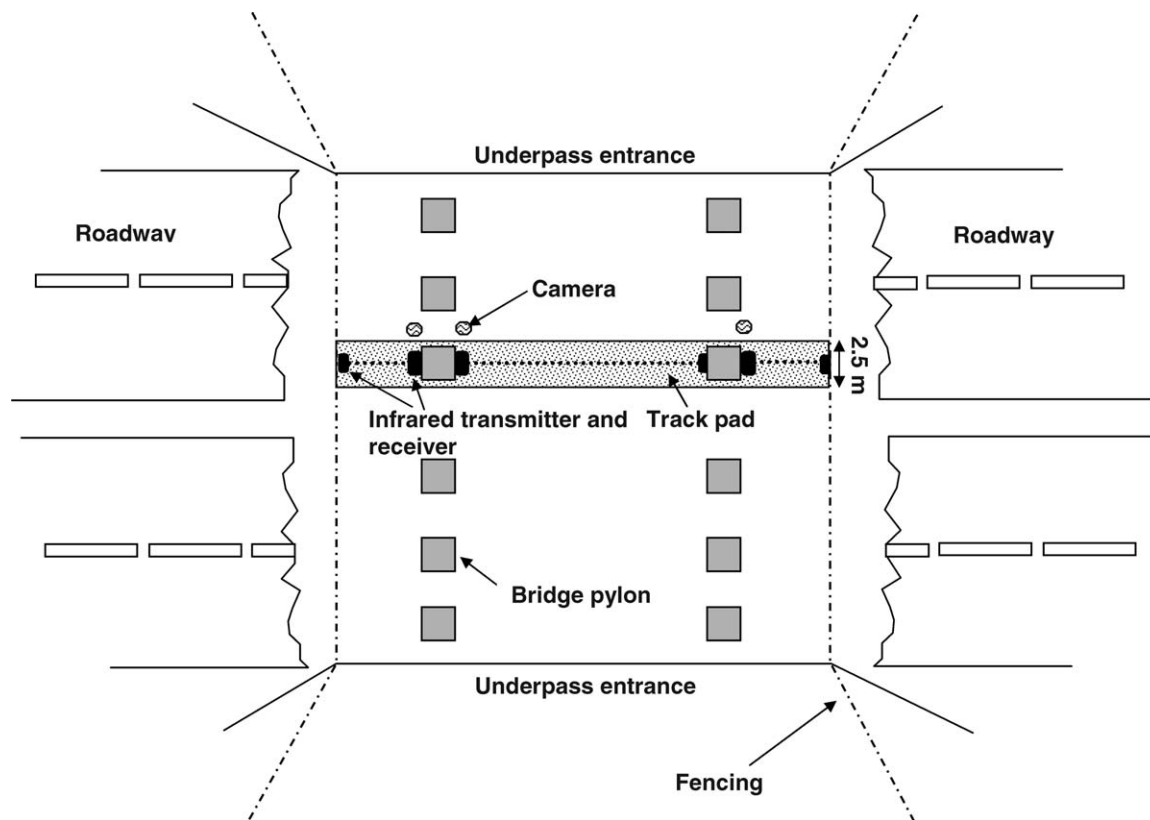 Underpass entrance
Roadwav
Roadway
Camera
2.5 m
Infrared transmitter and
receiver
Track pad
Bridge pylon
Underpass entrance
Fencing